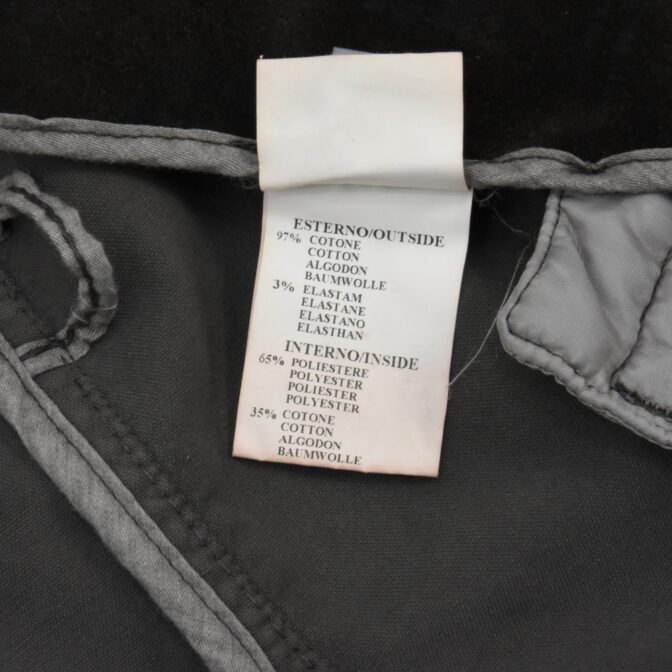 ESTERNO/OUTSIDE
97% COTONE
COTTON
ALGODON
BAUMWOLLE
3% ELASTAM
ELASTANE
ELASTANO
ELASTHAN
INTERNO/INSIDE
65% POLIESTERE
POLYESTER
POLIESTER
POLYESTER
35% COTONE
COTTON
ALGODON
BAUMWOLLE